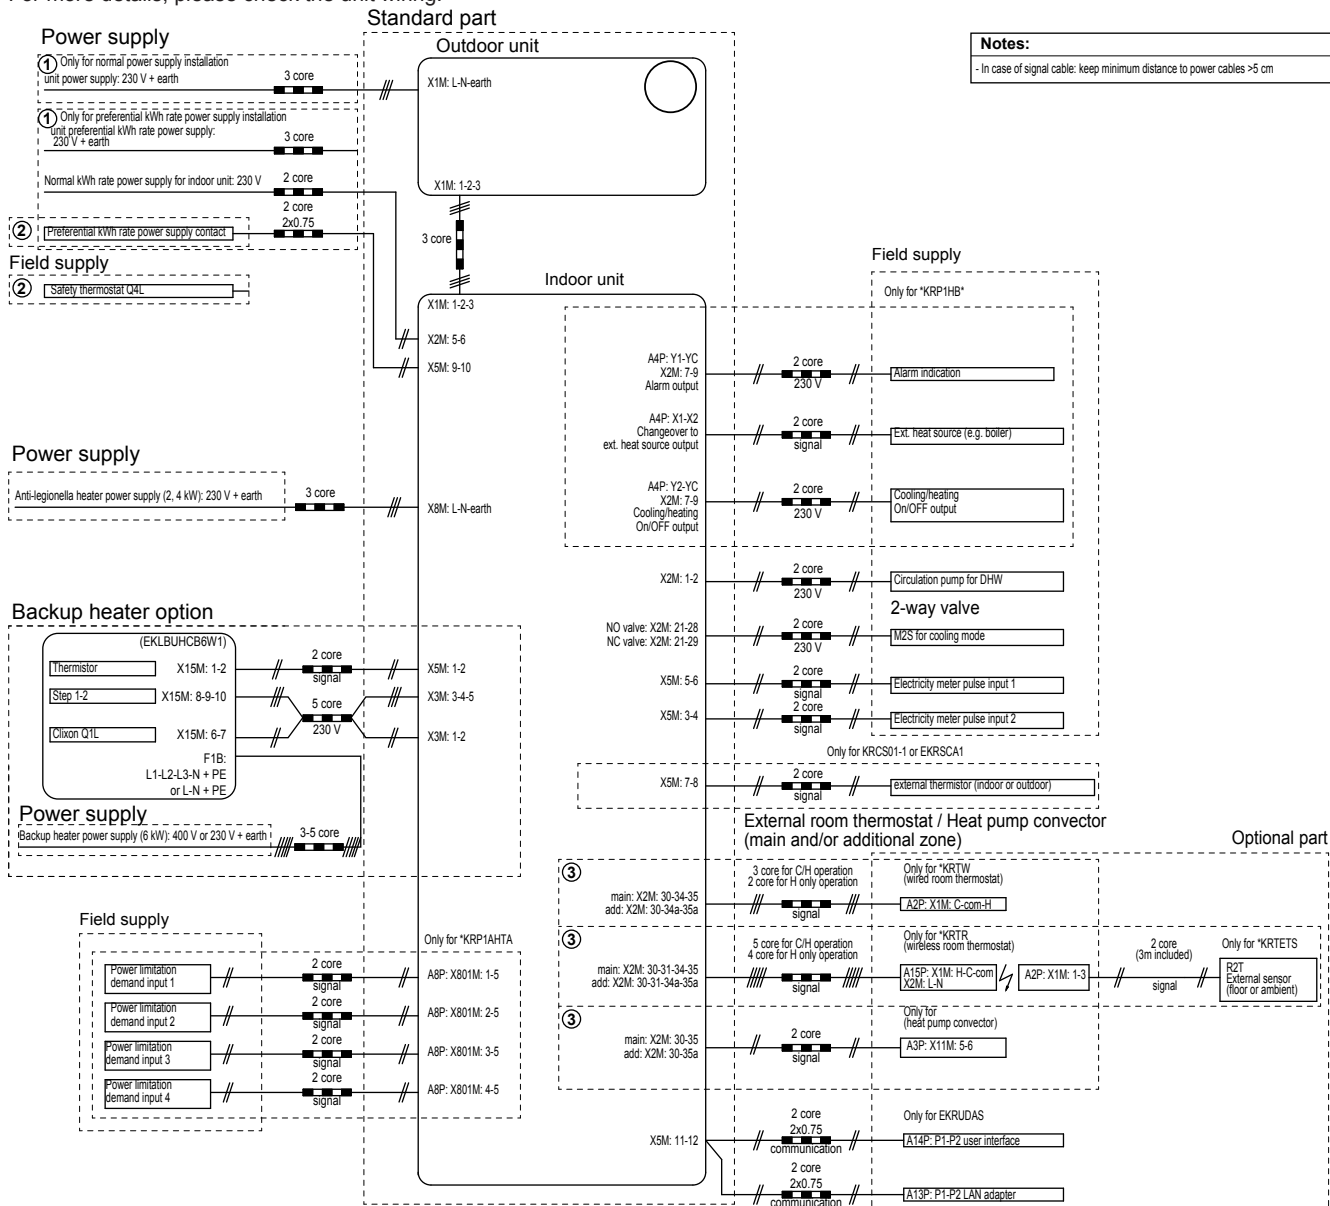 For more details, please check the unit wiring.
Standard part
Power supply
Outdoor unit
Notes:
- In case of signal cable: keep minimum distance to power cables >5 cm
① Only for normal power supply installation
unit power supply: 230 V + earth
3 core
X1M: L-N-earth
① Only for preferential kWh rate power supply installation
unit preferential kWh rate power supply:
230 V + earth
3 core
Normal kWh rate power supply for indoor unit: 230 V
2 core
X1M: 1-2-3
2 core
2x0.75
② Preferential kWh rate power supply contact
3 core
Field supply
② Safety thermostat Q4L
Indoor unit
X1M: 1-2-3
X2M: 5-6
X5M: 9-10
Field supply
Only for *KRP1HB*
A4P: Y1-YC
X2M: 7-9
Alarm output
2 core
230 V
Alarm indication
A4P: X1-X2
Changeover to
ext. heat source output
2 core
signal
Ext. heat source (e.g. boiler)
Power supply
Anti-legionella heater power supply (2, 4 kW): 230 V + earth
3 core
X8M: L-N-earth
A4P: Y2-YC
X2M: 7-9
Cooling/heating
On/OFF output
2 core
230 V
Cooling/heating
On/OFF output
X2M: 1-2
2 core
230 V
Circulation pump for DHW
2-way valve
NO valve: X2M: 21-28
NC valve: X2M: 21-29
2 core
230 V
M2S for cooling mode
X5M: 5-6
2 core
signal
Electricity meter pulse input 1
X5M: 3-4
2 core
signal
Electricity meter pulse input 2
Backup heater option
(EKLBUHCB6W1)
Thermistor
X15M: 1-2
2 core
signal
X5M: 1-2
Step 1-2
X15M: 8-9-10
5 core
230 V
X3M: 3-4-5
Clixon Q1L
X15M: 6-7
X3M: 1-2
F1B:
L1-L2-L3-N + PE
or L-N + PE
Power supply
Backup heater power supply (6 kW): 400 V or 230 V + earth
3-5 core
Only for KRCS01-1 or EKRSCA1
X5M: 7-8
2 core
signal
external thermistor (indoor or outdoor)
External room thermostat / Heat pump convector
(main and/or additional zone)
Optional part
③
main: X2M: 30-34-35
add: X2M: 30-34a-35a
3 core for C/H operation
2 core for H only operation
signal
Only for *KRTW
(wired room thermostat)
A2P: X1M: C-com-H
③
main: X2M: 30-31-34-35
add: X2M: 30-31-34a-35a
5 core for C/H operation
4 core for H only operation
signal
Only for *KRTR
(wireless room thermostat)
A15P: X1M: H-C-com
X2M: L-N
A2P: X1M: 1-3
2 core
(3m included)
signal
Only for *KRTETS
R2T
External sensor
(floor or ambient)
③
main: X2M: 30-35
add: X2M: 30-35a
2 core
signal
Only for
(heat pump convector)
A3P: X11M: 5-6
Field supply
Only for *KRP1AHTA
Power limitation
demand input 1
2 core
signal
A8P: X801M: 1-5
Power limitation
demand input 2
2 core
signal
A8P: X801M: 2-5
Power limitation
demand input 3
2 core
signal
A8P: X801M: 3-5
Power limitation
demand input 4
2 core
signal
A8P: X801M: 4-5
X5M: 11-12
2 core
2x0.75
communication
Only for EKRUDAS
A14P: P1-P2 user interface
2 core
2x0.75
communication
A13P: P1-P2 LAN adapter